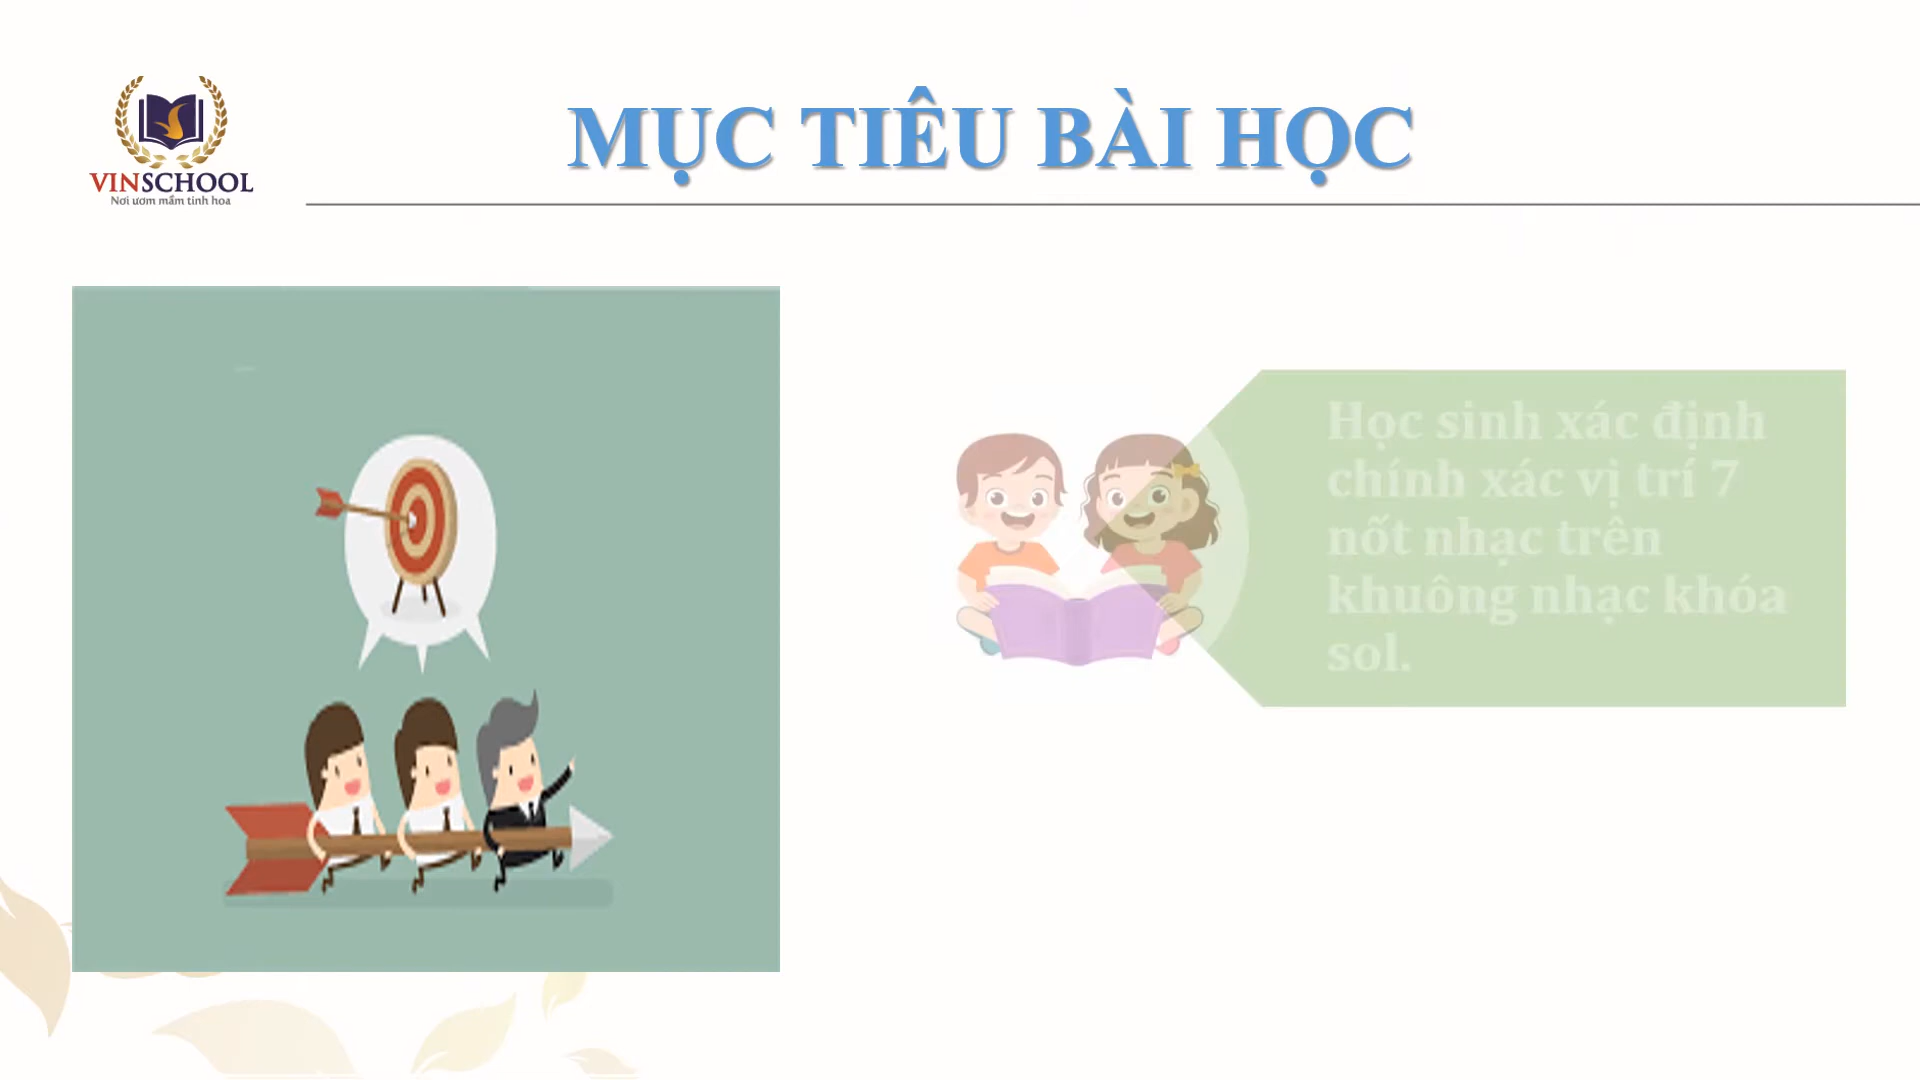 MỤC TIÊU BÀI HỌC
VINSCHOOL
Nơi ươm mầm tinh hoa
Học sinh xác định
chính xác vị trí 7
nốt nhạc trên
khuông nhạc khóa
sol.